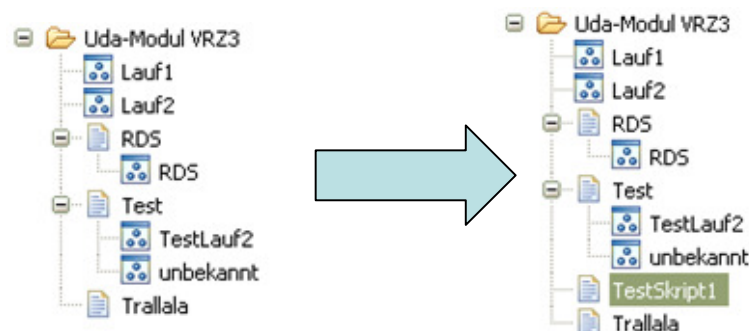 Uda-Modul VRZ3
Lauf1
Lauf2
RDS
RDS
Test
TestLauf2
unbekannt
Trallala
Uda-Modul VRZ3
Lauf1
Lauf2
RDS
RDS
Test
TestLauf2
unbekannt
TestSkript1
Trallala